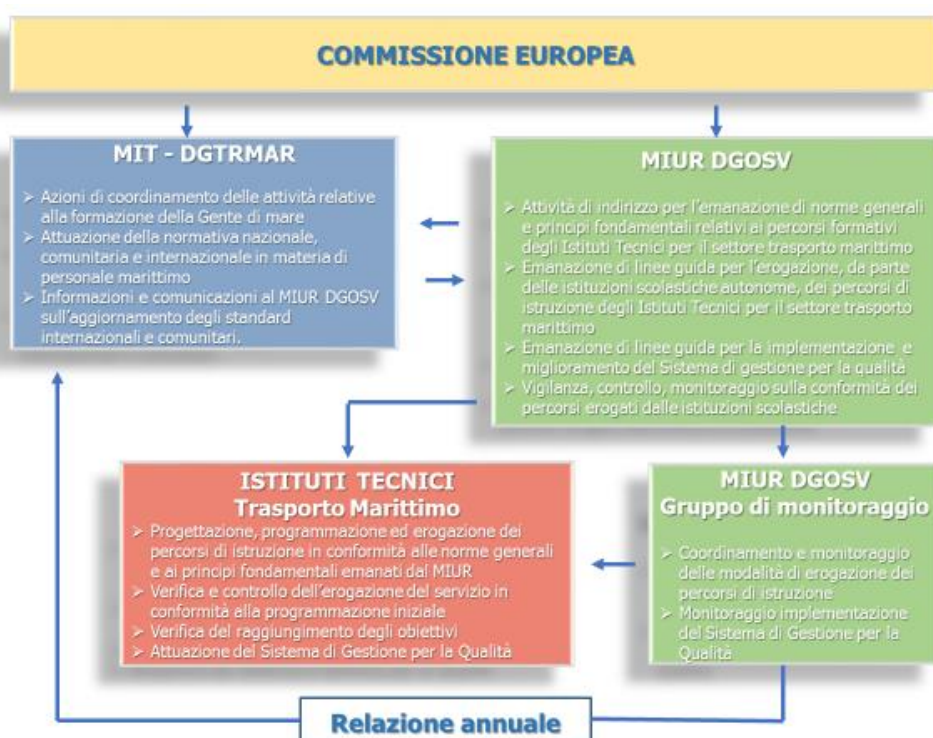 COMMISSIONE EUROPEA
MIT - DGTRMAR
➢ Azioni di coordinamento delle attività relative
alla formazione della Gente di mare
➢ Attuazione della normativa nazionale,
comunitaria e internazionale in materia di
personale marittimo
➢ Informazioni e comunicazioni al MIUR DGOSV
sull'aggiornamento degli standard
internazionali e comunitari.
MIUR DGOSV
➢ Attività di indirizzo per l'emanazione di norme generali
e principi fondamentali relativi ai percorsi formativi
degli Istituti Tecnici per il settore trasporto marittimo
➢ Emanazione di linee guida per l'erogazione, da parte
delle istituzioni scolastiche autonome, dei percorsi di
istruzione degli Istituti Tecnici per il settore trasporto
marittimo
➢ Emanazione di linee guida per la implementazione e
miglioramento del Sistema di gestione per la qualità
➢ Vigilanza, controllo, monitoraggio sulla conformità dei
percorsi erogati dalle istituzioni scolastiche
ISTITUTI TECNICI
Trasporto Marittimo
➢ Progettazione, programmazione ed erogazione dei
percorsi di istruzione in conformità alle norme generali
e ai principi fondamentali emanati dal MIUR
➢ Verifica e controllo dell'erogazione del servizio in
conformità alla programmazione iniziale
➢ Verifica del raggiungimento degli obiettivi
➢ Attuazione del Sistema di Gestione per la Qualità
MIUR DGOSV
Gruppo di monitoraggio
➢ Coordinamento e monitoraggio
delle modalità di erogazione dei
percorsi di istruzione
➢ Monitoraggio implementazione
del Sistema di Gestione per la
Qualità
Relazione annuale